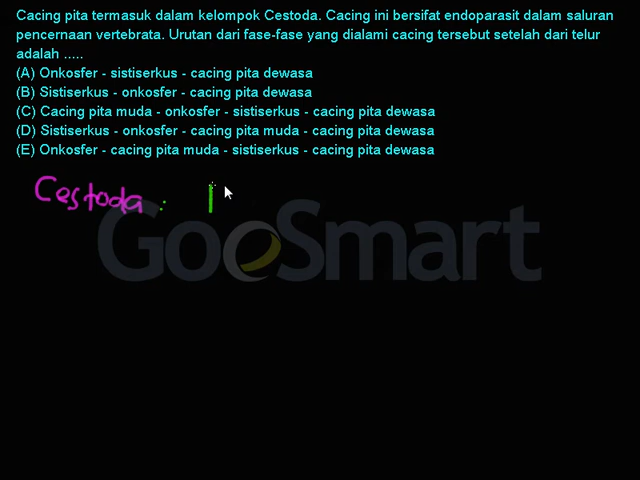 Cacing pita termasuk dalam kelompok Cestoda. Cacing ini bersifat endoparasit dalam saluran
pencernaan vertebrata. Urutan dari fase-fase yang dialami cacing tersebut setelah dari telur
adalah .....
(A) Onkosfer - sistiserkus - cacing pita dewasa
(B) Sistiserkus - onkosfer - cacing pita dewasa
(C) Cacing pita muda - onkosfer - sistiserkus - cacing pita dewasa
(D) Sistiserkus - onkosfer - cacing pita muda - cacing pita dewasa
(E) Onkosfer - cacing pita muda - sistiserkus - cacing pita dewasa
Cestoda :
GoeSmart